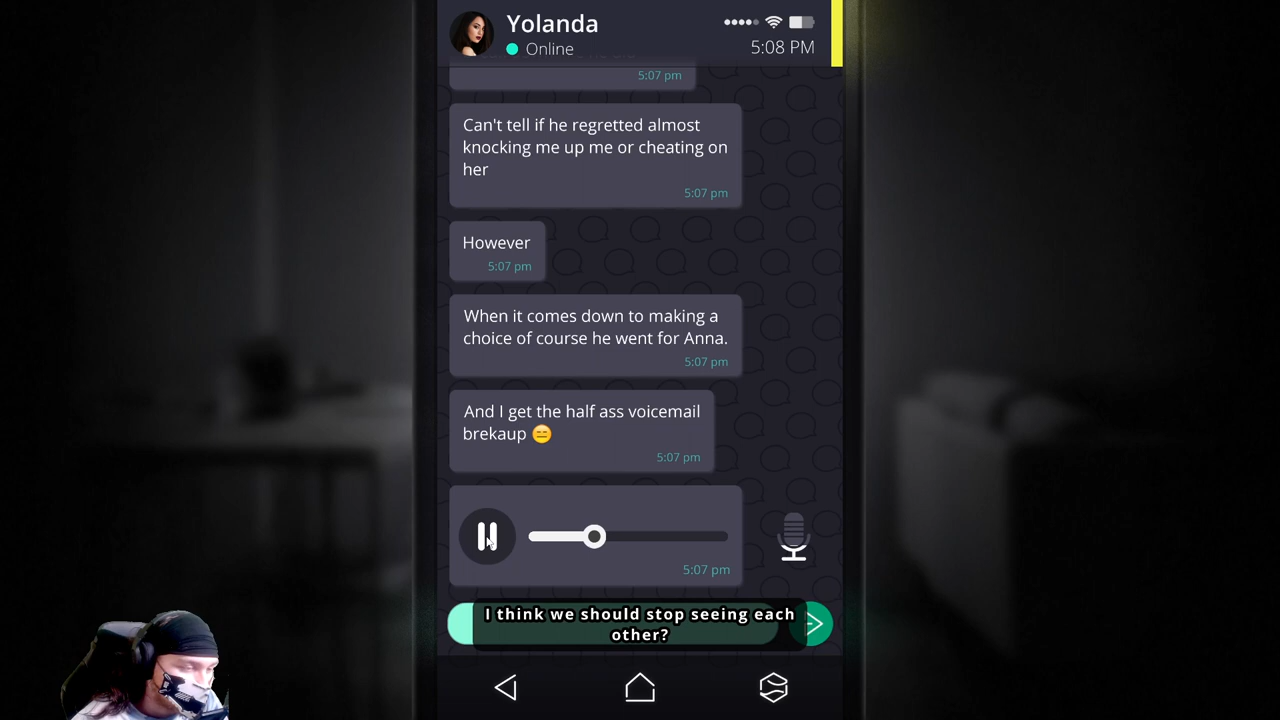 Yolanda
Online
5:08 PM
5:07 pm
Can't tell if he regretted almost
knocking me up me or cheating on
her
5:07 pm
However
5:07 pm
When it comes down to making a
choice of course he went for Anna.
5:07 pm
And I get the half ass voicemail
brekaup
5:07 pm
5:07 pm
I think we should stop seeing each
other?